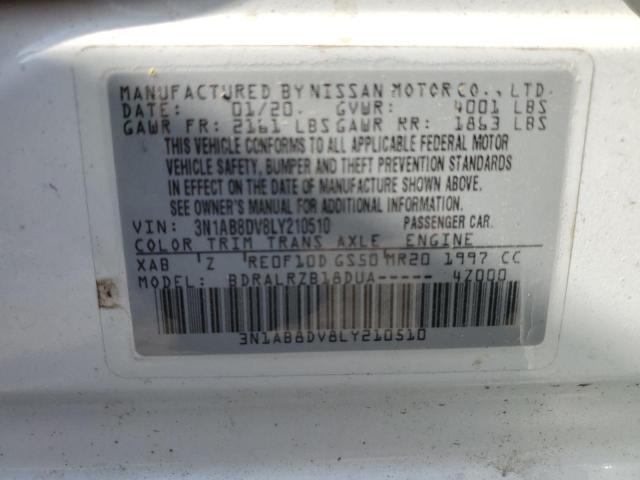 MANUFACTURED BY NISSAN MOTOR CO., LTD.
DATE: 01/20. GVWR: 4001 LBS
GAWR FR: 2161 LBS GAWR RR: 1863 LBS
THIS VEHICLE CONFORMS TO ALL APPLICABLE FEDERAL MOTOR
VEHICLE SAFETY, BUMPER AND THEFT PREVENTION STANDARDS
IN EFFECT ON THE DATE OF MANUFACTURE SHOWN ABOVE.
SEE OWNER'S MANUAL FOR ADDITIONAL INFORMATION.
VIN: 3N1AB8DV8LY210510 PASSENGER CAR.
COLOR TRIM TRANS AXLE ENGINE
XAB Z RE0F10D GS50 MR20 1997 CC
MODEL: BDRALRZB18DUA----- 4Z000
3N1AB8DV8LY210510